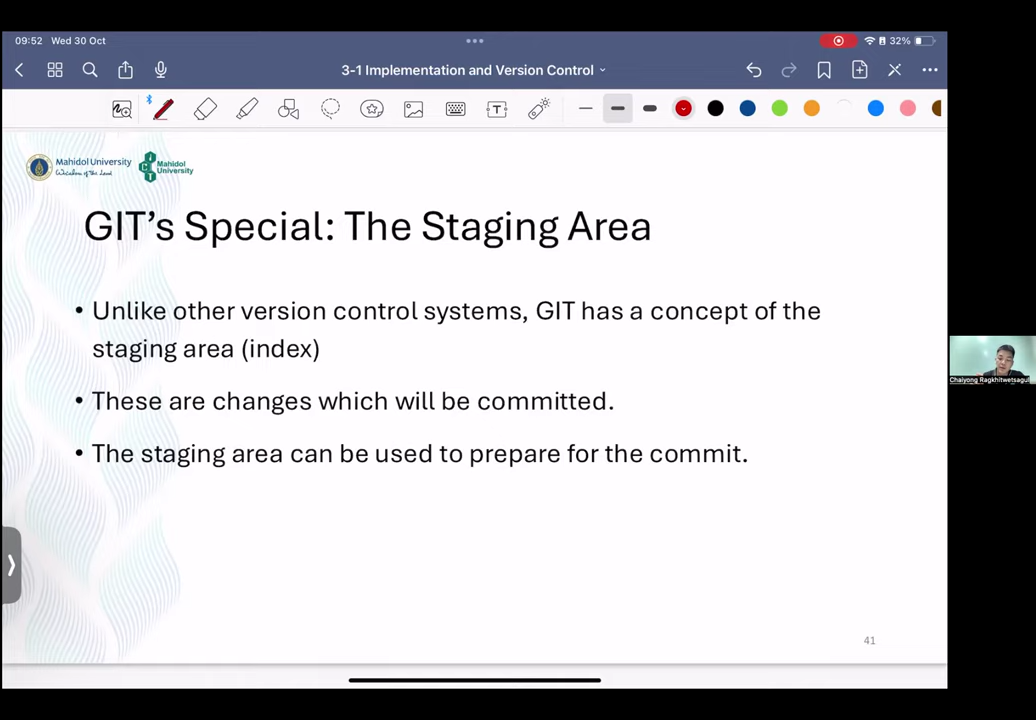 09:52 Wed 30 Oct
32%
3-1 Implementation and Version Control
T
Mahidol University
Wisdom of the Land
Mahidol
University
GIT’s Special: The Staging Area
• Unlike other version control systems, GIT has a concept of the
staging area (index)
• These are changes which will be committed.
• The staging area can be used to prepare for the commit.
Chaiyong Ragkhitwetsagul
41